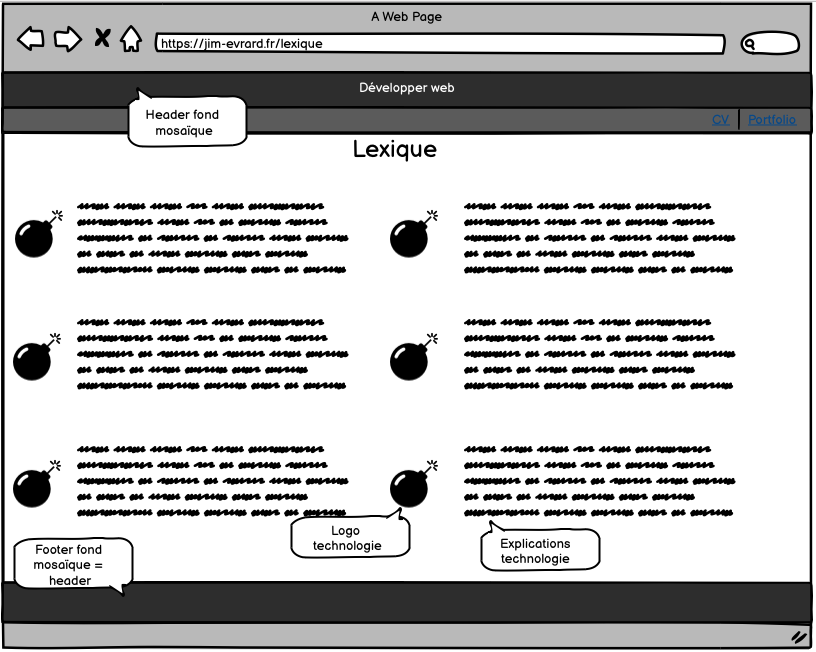 A Web Page
https://jim-evrard.fr/lexique
Développer web
Header fond
mosaïque
CV
Portfolio
Lexique
Logo
technologie
Explications
technologie
Footer fond
mosaïque =
header